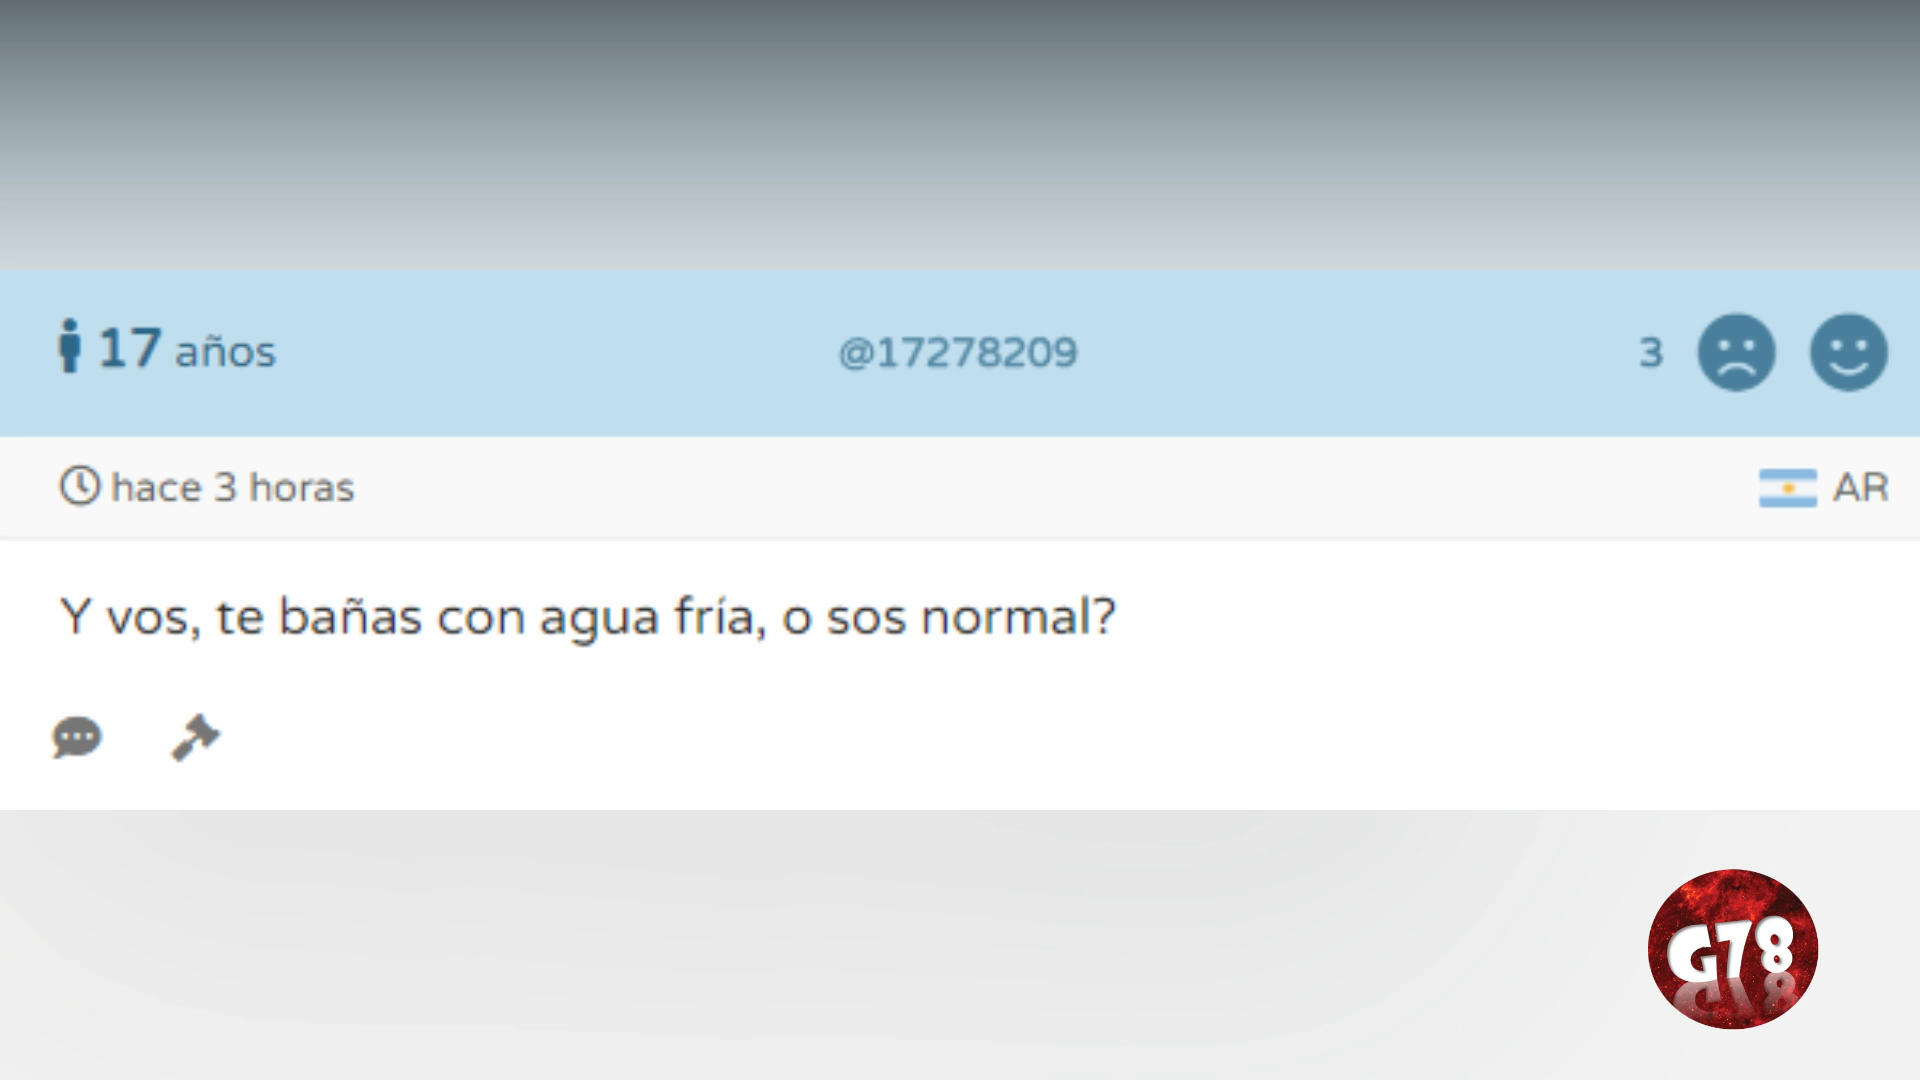 17 años @17278209 3
hace 3 horas AR
Y vos, te bañas con agua fría, o sos normal?
G78